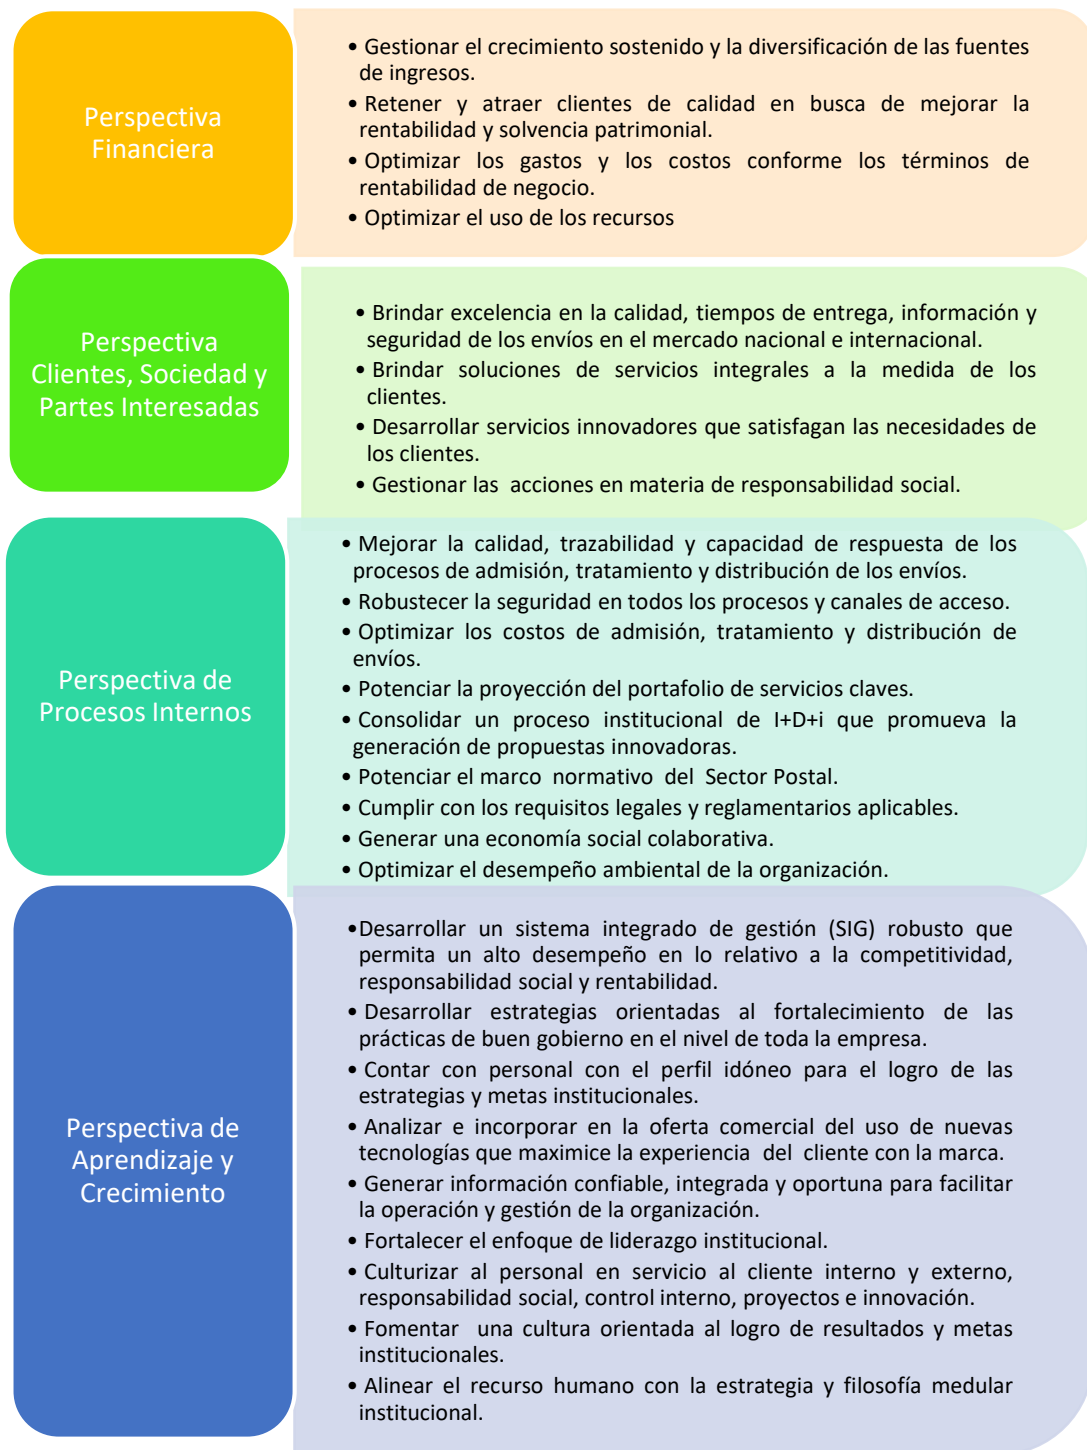 Perspectiva
Financiera
• Gestionar el crecimiento sostenido y la diversificación de las fuentes
de ingresos.
• Retener y atraer clientes de calidad en busca de mejorar la
rentabilidad y solvencia patrimonial.
• Optimizar los gastos y los costos conforme los términos de
rentabilidad de negocio.
• Optimizar el uso de los recursos
Perspectiva
Clientes, Sociedad y
Partes Interesadas
• Brindar excelencia en la calidad, tiempos de entrega, información y
seguridad de los envíos en el mercado nacional e internacional.
• Brindar soluciones de servicios integrales a la medida de los
clientes.
• Desarrollar servicios innovadores que satisfagan las necesidades de
los clientes.
• Gestionar las acciones en materia de responsabilidad social.
Perspectiva de
Procesos Internos
• Mejorar la calidad, trazabilidad y capacidad de respuesta de los
procesos de admisión, tratamiento y distribución de los envíos.
• Robustecer la seguridad en todos los procesos y canales de acceso.
• Optimizar los costos de admisión, tratamiento y distribución de
envíos.
• Potenciar la proyección del portafolio de servicios claves.
• Consolidar un proceso institucional de I+D+i que promueva la
generación de propuestas innovadoras.
• Potenciar el marco normativo del Sector Postal.
• Cumplir con los requisitos legales y reglamentarios aplicables.
• Generar una economía social colaborativa.
• Optimizar el desempeño ambiental de la organización.
Perspectiva de
Aprendizaje y
Crecimiento
•Desarrollar un sistema integrado de gestión (SIG) robusto que
permita un alto desempeño en lo relativo a la competitividad,
responsabilidad social y rentabilidad.
• Desarrollar estrategias orientadas al fortalecimiento de las
prácticas de buen gobierno en el nivel de toda la empresa.
• Contar con personal con el perfil idóneo para el logro de las
estrategias y metas institucionales.
• Analizar e incorporar en la oferta comercial del uso de nuevas
tecnologías que maximice la experiencia del cliente con la marca.
• Generar información confiable, integrada y oportuna para facilitar
la operación y gestión de la organización.
• Fortalecer el enfoque de liderazgo institucional.
• Culturizar al personal en servicio al cliente interno y externo,
responsabilidad social, control interno, proyectos e innovación.
• Fomentar una cultura orientada al logro de resultados y metas
institucionales.
• Alinear el recurso humano con la estrategia y filosofía medular
institucional.